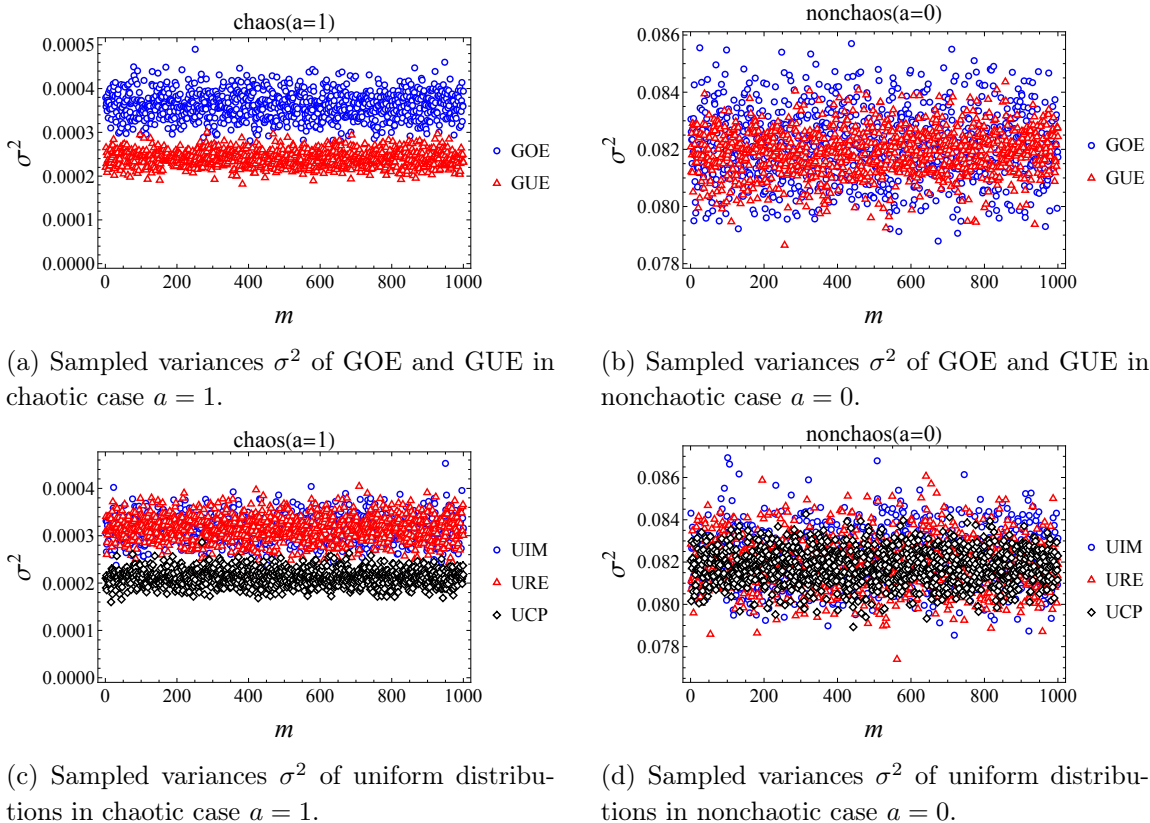 chaos(a=1)
0.0005
0.0004
0.0003
0.0002
0.0001
0.0000
σ²
0 200 400 600 800 1000
m
GOE
GUE
nonchaos(a=0)
0.086
0.084
0.082
0.080
0.078
σ²
0 200 400 600 800 1000
m
GOE
GUE
(a) Sampled variances σ² of GOE and GUE in
chaotic case a = 1.
(b) Sampled variances σ² of GOE and GUE in
nonchaotic case a = 0.
chaos(a=1)
0.0004
0.0003
0.0002
0.0001
0.0000
σ²
0 200 400 600 800 1000
m
UIM
URE
UCP
nonchaos(a=0)
0.086
0.084
0.082
0.080
0.078
σ²
0 200 400 600 800 1000
m
UIM
URE
UCP
(c) Sampled variances σ² of uniform distribu-
tions in chaotic case a = 1.
(d) Sampled variances σ² of uniform distribu-
tions in nonchaotic case a = 0.